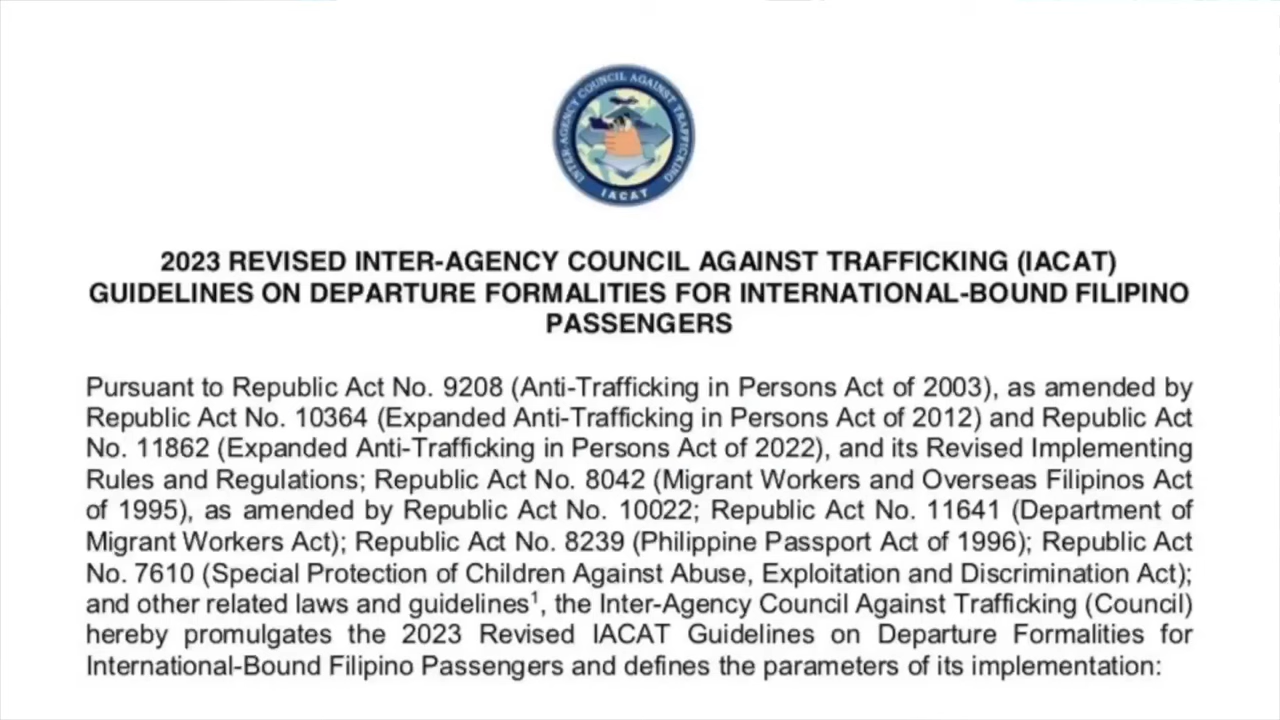 INTER-AGENCY COUNCIL AGAINST TRAFFICKING
IACAT
2023 REVISED INTER-AGENCY COUNCIL AGAINST TRAFFICKING (IACAT)
GUIDELINES ON DEPARTURE FORMALITIES FOR INTERNATIONAL-BOUND FILIPINO
PASSENGERS
Pursuant to Republic Act No. 9208 (Anti-Trafficking in Persons Act of 2003), as amended by
Republic Act No. 10364 (Expanded Anti-Trafficking in Persons Act of 2012) and Republic Act
No. 11862 (Expanded Anti-Trafficking in Persons Act of 2022), and its Revised Implementing
Rules and Regulations; Republic Act No. 8042 (Migrant Workers and Overseas Filipinos Act
of 1995), as amended by Republic Act No. 10022; Republic Act No. 11641 (Department of
Migrant Workers Act); Republic Act No. 8239 (Philippine Passport Act of 1996); Republic Act
No. 7610 (Special Protection of Children Against Abuse, Exploitation and Discrimination Act);
and other related laws and guidelines¹, the Inter-Agency Council Against Trafficking (Council)
hereby promulgates the 2023 Revised IACAT Guidelines on Departure Formalities for
International-Bound Filipino Passengers and defines the parameters of its implementation: